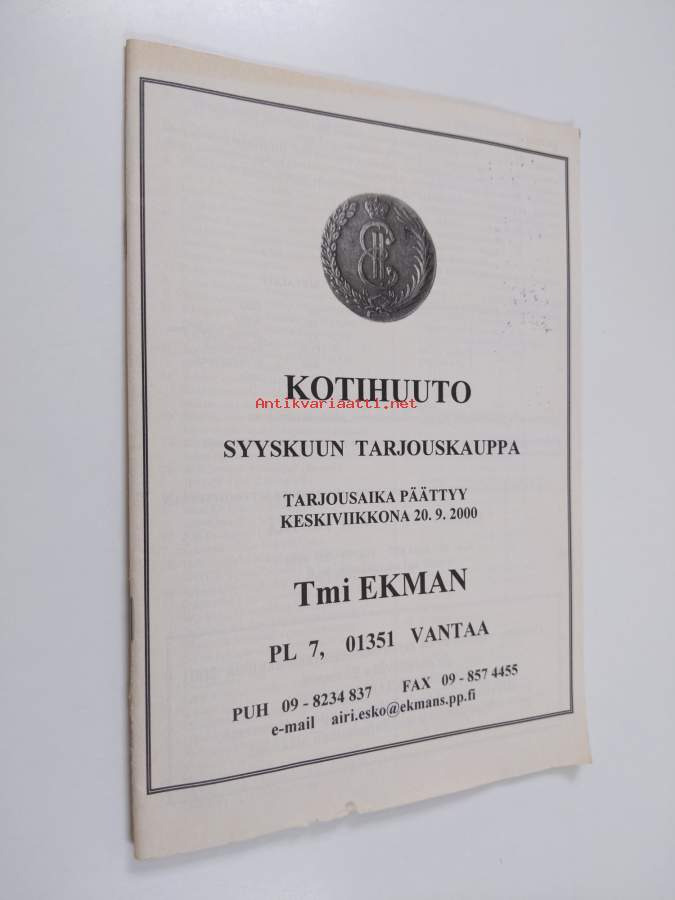 KOTIHUUTO
Antikvariaatti.net
SYYSKUUN TARJOUSKAUPPA
TARJOUSAIKA PÄÄTTYY
KESKIVIIKKONA 20. 9. 2000
Tmi EKMAN
PL 7, 01351 VANTAA
PUH 09 - 8234 837 FAX 09 - 857 4455
e-mail airi.esko@ekmans.pp.fi